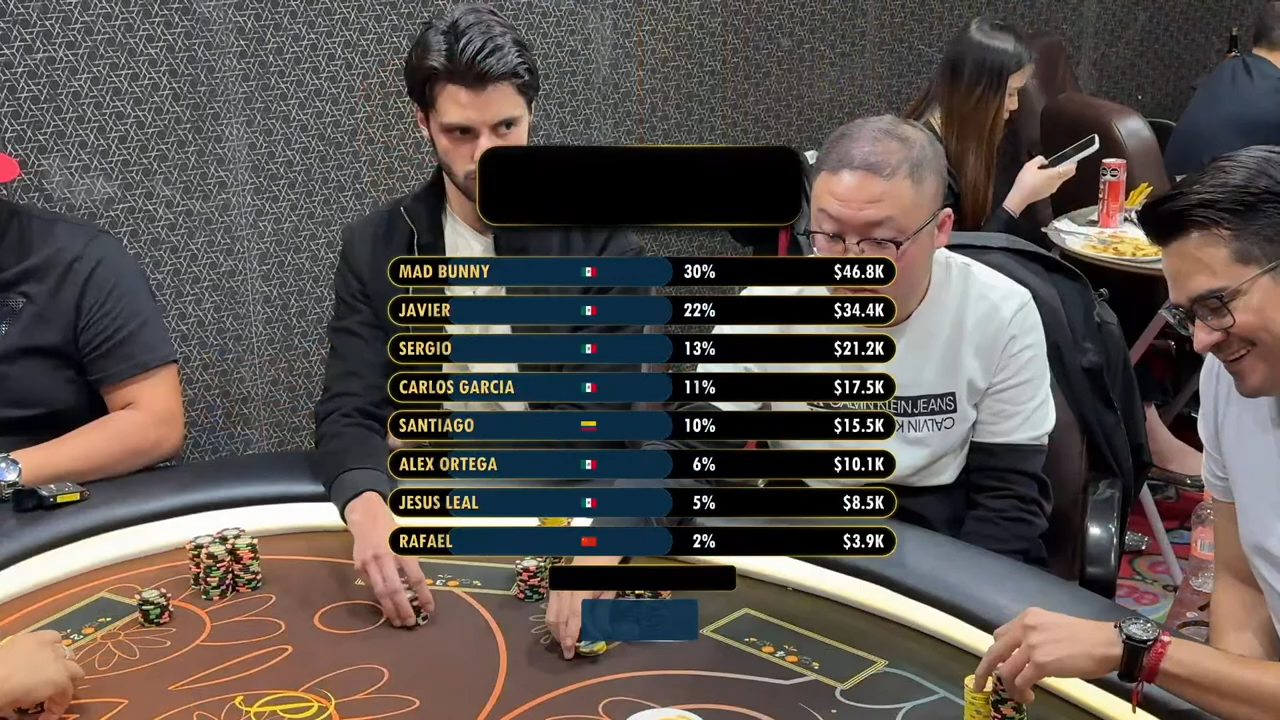 MAD BUNNY 30% $46.8K
JAVIER 22% $34.4K
SERGIO 13% $21.2K
CARLOS GARCIA 11% $17.5K
SANTIAGO 10% $15.5K
ALEX ORTEGA 6% $10.1K
JESUS LEAL 5% $8.5K
RAFAEL 2% $3.9K
CALVIN KLEIN JEANS
CALVIN KL